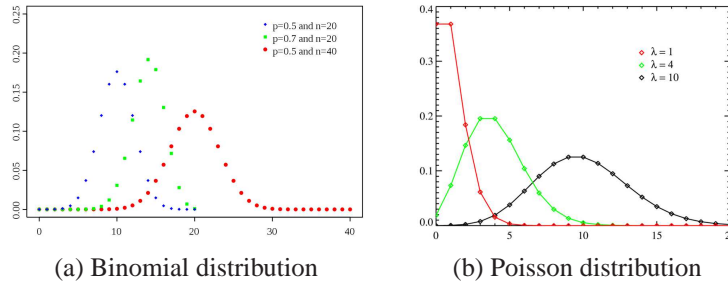 0.25
0.20
0.15
0.10
0.05
0.00
p=0.5 and n=20
p=0.7 and n=20
p=0.5 and n=40
0 10 20 30 40
(a) Binomial distribution
0.4
0.3
0.2
0.1
0.0
λ = 1
λ = 4
λ = 10
0 5 10 15 20
(b) Poisson distribution